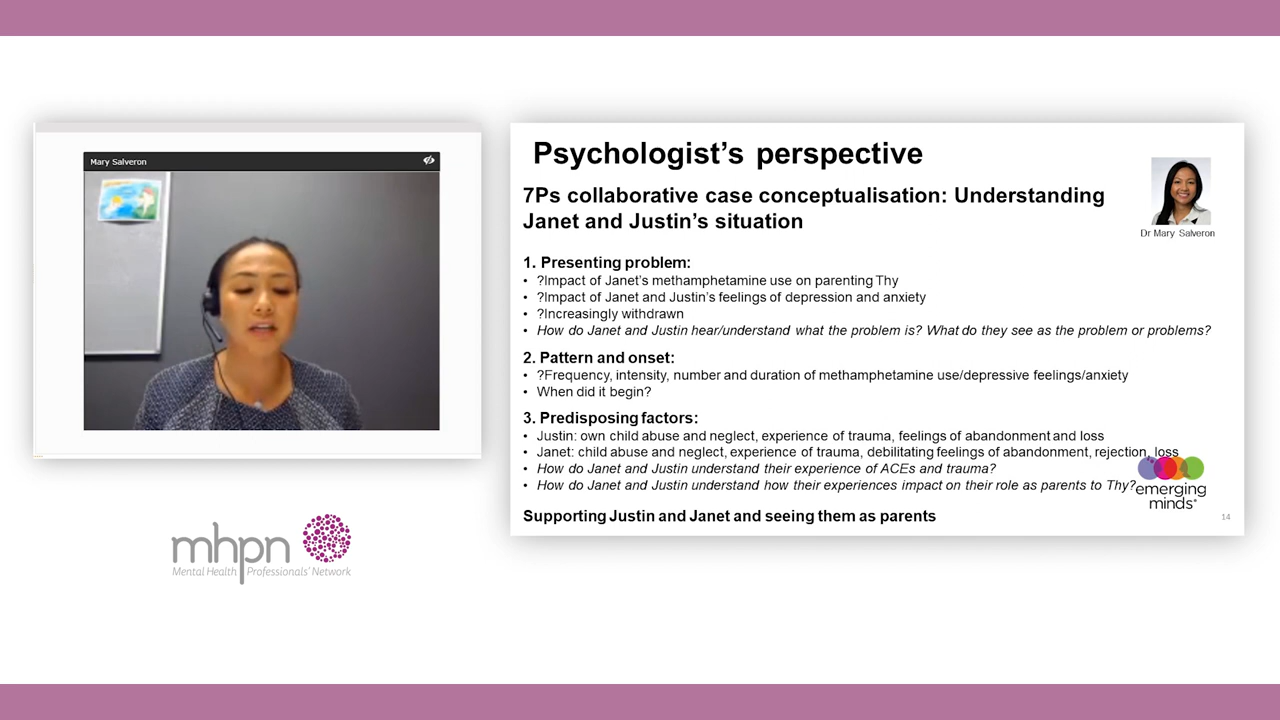 Mary Salveron
mhpn
Mental Health Professionals' Network
Psychologist's perspective
7Ps collaborative case conceptualisation: Understanding
Janet and Justin's situation
Dr Mary Salveron
1. Presenting problem:
• ?Impact of Janet's methamphetamine use on parenting Thy
• ?Impact of Janet and Justin's feelings of depression and anxiety
• ?Increasingly withdrawn
• How do Janet and Justin hear/understand what the problem is? What do they see as the problem or problems?
2. Pattern and onset:
• ?Frequency, intensity, number and duration of methamphetamine use/depressive feelings/anxiety
• When did it begin?
3. Predisposing factors:
• Justin: own child abuse and neglect, experience of trauma, feelings of abandonment and loss
• Janet: child abuse and neglect, experience of trauma, debilitating feelings of abandonment, rejection, loss
• How do Janet and Justin understand their experience of ACEs and trauma?
• How do Janet and Justin understand how their experiences impact on their role as parents to Thy?
emerging
minds
Supporting Justin and Janet and seeing them as parents
14